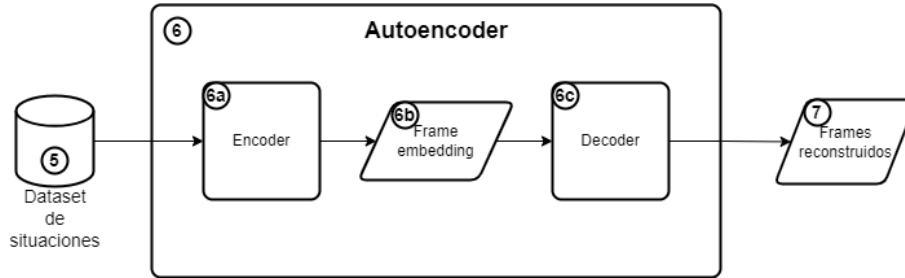 6
Autoencoder
6a
Encoder
6b
Frame
embedding
6c
Decoder
7
Frames
reconstruidos
5
Dataset
de
situaciones